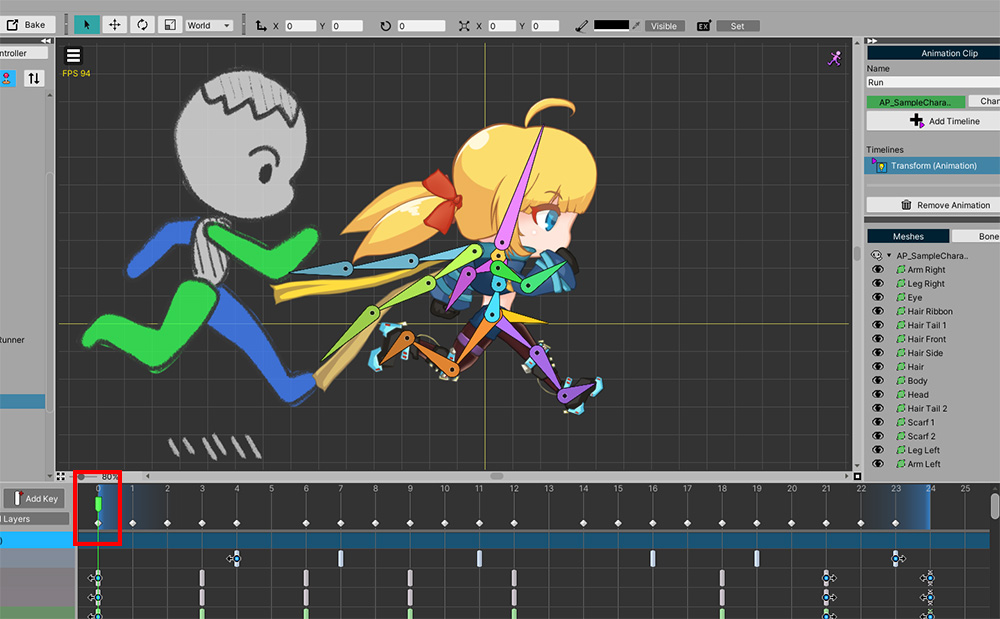 Bake
World
X 0 Y 0
0
X 0 Y 0
Visible
EX
Set
ntroller
FPS 94
Animation Clip
Name
Run
AP_SampleChara..
Chan
Add Timeline
Timelines
Transform (Animation)
Remove Animation
Meshes
Bone
AP_SampleChara..
Arm Right
Leg Right
Eye
Hair Ribbon
Hair Tail 1
Hair Front
Hair Side
Hair
Body
Head
Hair Tail 2
Scarf 1
Scarf 2
Leg Left
Arm Left
Runner
80%
0 1 2 3 4 5 6 7 8 9 10 11 12 13 14 15 16 17 18 19 20 21 22 23 24 25
Add Key
l Layers
)